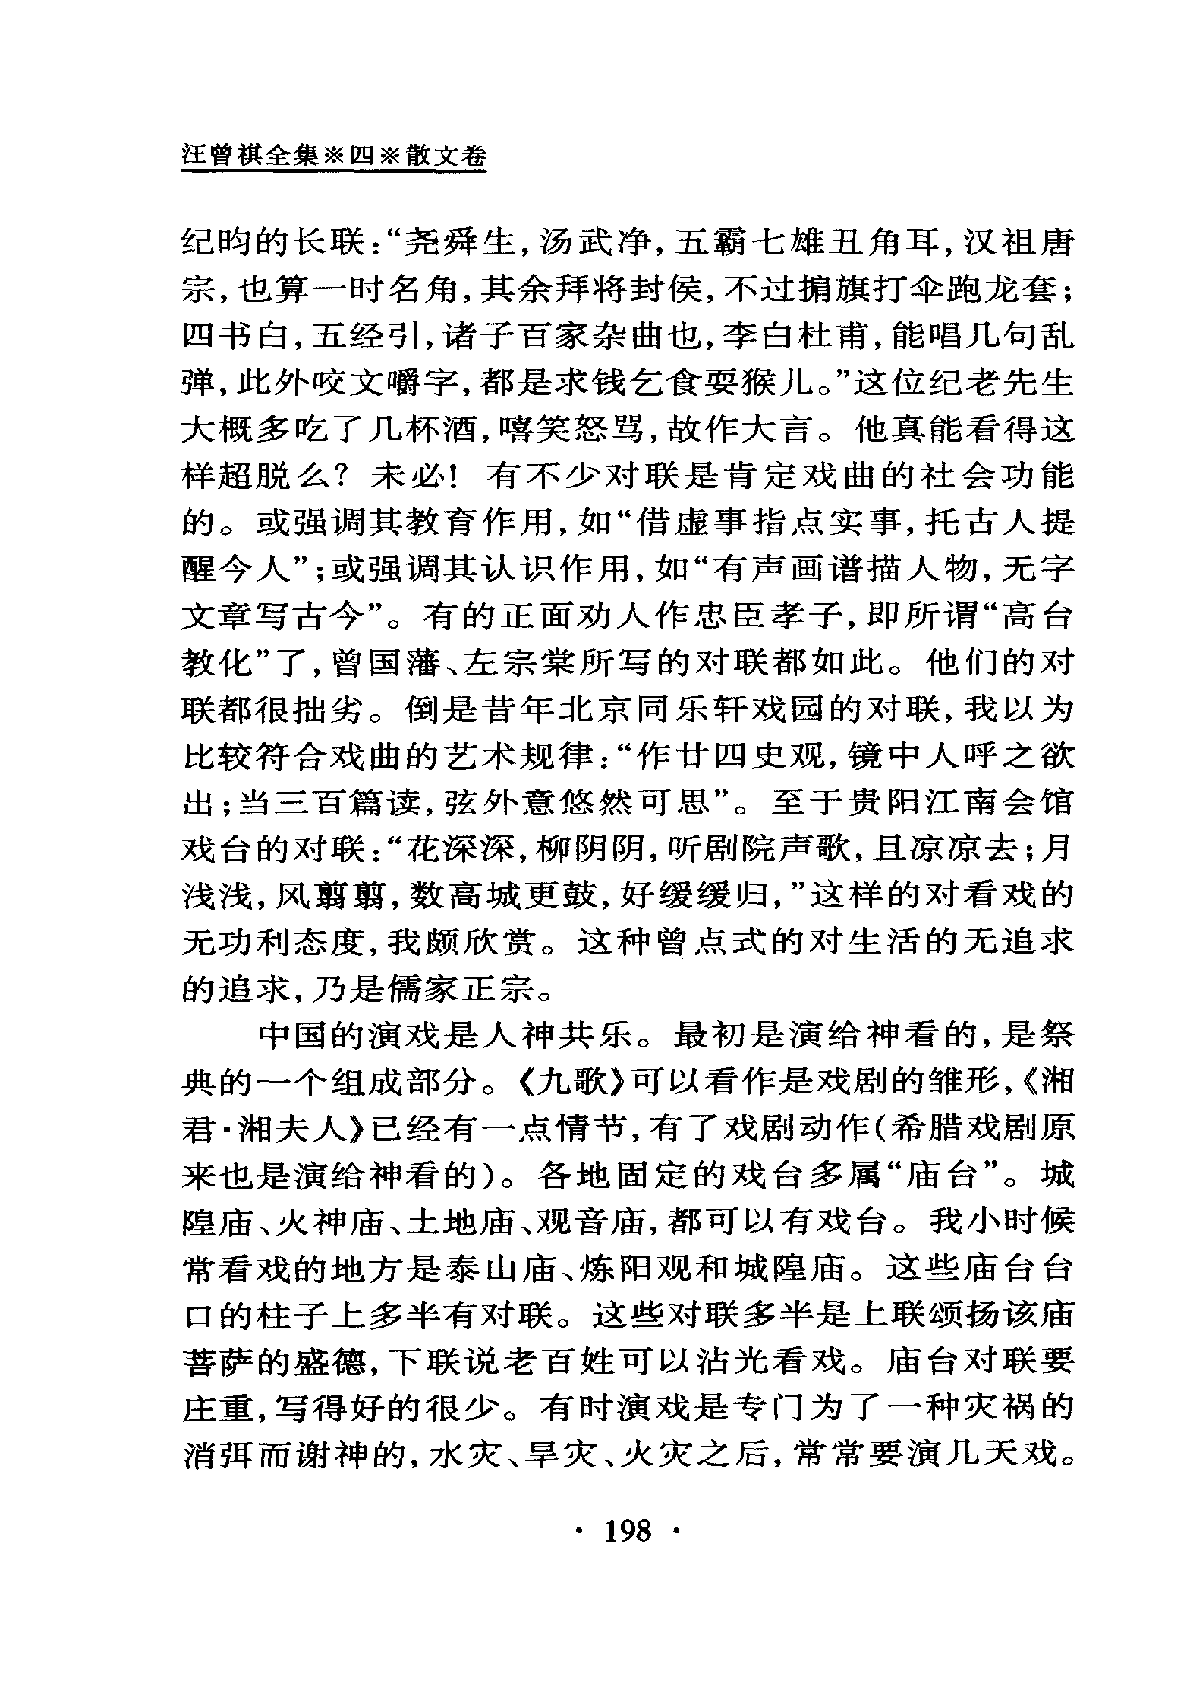 汪曾祺全集※四※散文卷
纪昀的长联:“尧舜生,汤武净,五霸七雄丑角耳,汉祖唐
宗,也算一时名角,其余拜将封侯,不过掮旗打伞跑龙套;
四书白,五经引,诸子百家杂曲也,李白杜甫,能唱几句乱
弹,此外咬文嚼字,都是求钱乞食耍猴儿。”这位纪老先生
大概多吃了几杯酒,嘻笑怒骂,故作大言。他真能看得这
样超脱么?未必!有不少对联是肯定戏曲的社会功能
的。或强调其教育作用,如“借虚事指点实事,托古人提
醒今人”;或强调其认识作用,如“有声画谱描人物,无字
文章写古今”。有的正面劝人作忠臣孝子,即所谓“高台
教化”了,曾国藩、左宗棠所写的对联都如此。他们的对
联都很拙劣。倒是昔年北京同乐轩戏园的对联,我以为
比较符合戏曲的艺术规律:“作廿四史观,镜中人呼之欲
出;当三百篇读,弦外意悠然可思”。至于贵阳江南会馆
戏台的对联:“花深深,柳阴阴,听剧院声歌,且凉凉去;月
浅浅,风翦翦,数高城更鼓,好缓缓归,”这样的对看戏的
无功利态度,我颇欣赏。这种曾点式的对生活的无追求
的追求,乃是儒家正宗。
中国的演戏是人神共乐。最初是演给神看的,是祭
典的一个组成部分。《九歌》可以看作是戏剧的雏形,《湘
君·湘夫人》已经有一点情节,有了戏剧动作(希腊戏剧原
来也是演给神看的)。各地固定的戏台多属“庙台”。城
隍庙、火神庙、土地庙、观音庙,都可以有戏台。我小时候
常看戏的地方是泰山庙、炼阳观和城隍庙。这些庙台台
口的柱子上多半有对联。这些对联多半是上联颂扬该庙
菩萨的盛德,下联说老百姓可以沾光看戏。庙台对联要
庄重,写得好的很少。有时演戏是专门为了一种灾祸的
消弭而谢神的,水灾、旱灾、火灾之后,常常要演几天戏。
· 198 ·